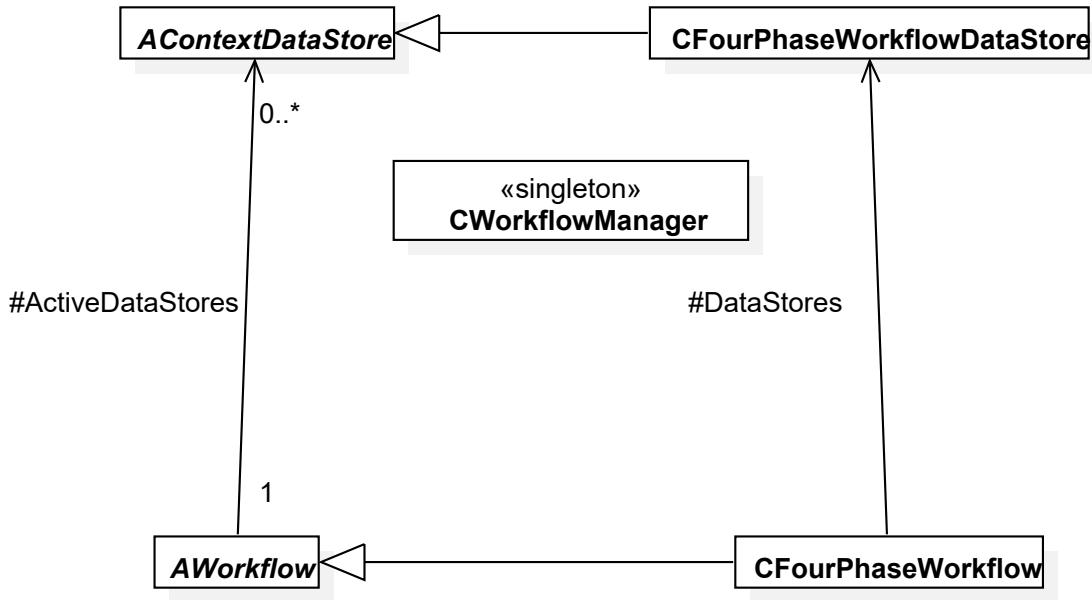 AContextDataStore
CFourPhaseWorkflowDataStore
0..*
«singleton»
CWorkflowManager
#ActiveDataStores
#DataStores
1
AWorkflow
CFourPhaseWorkflow